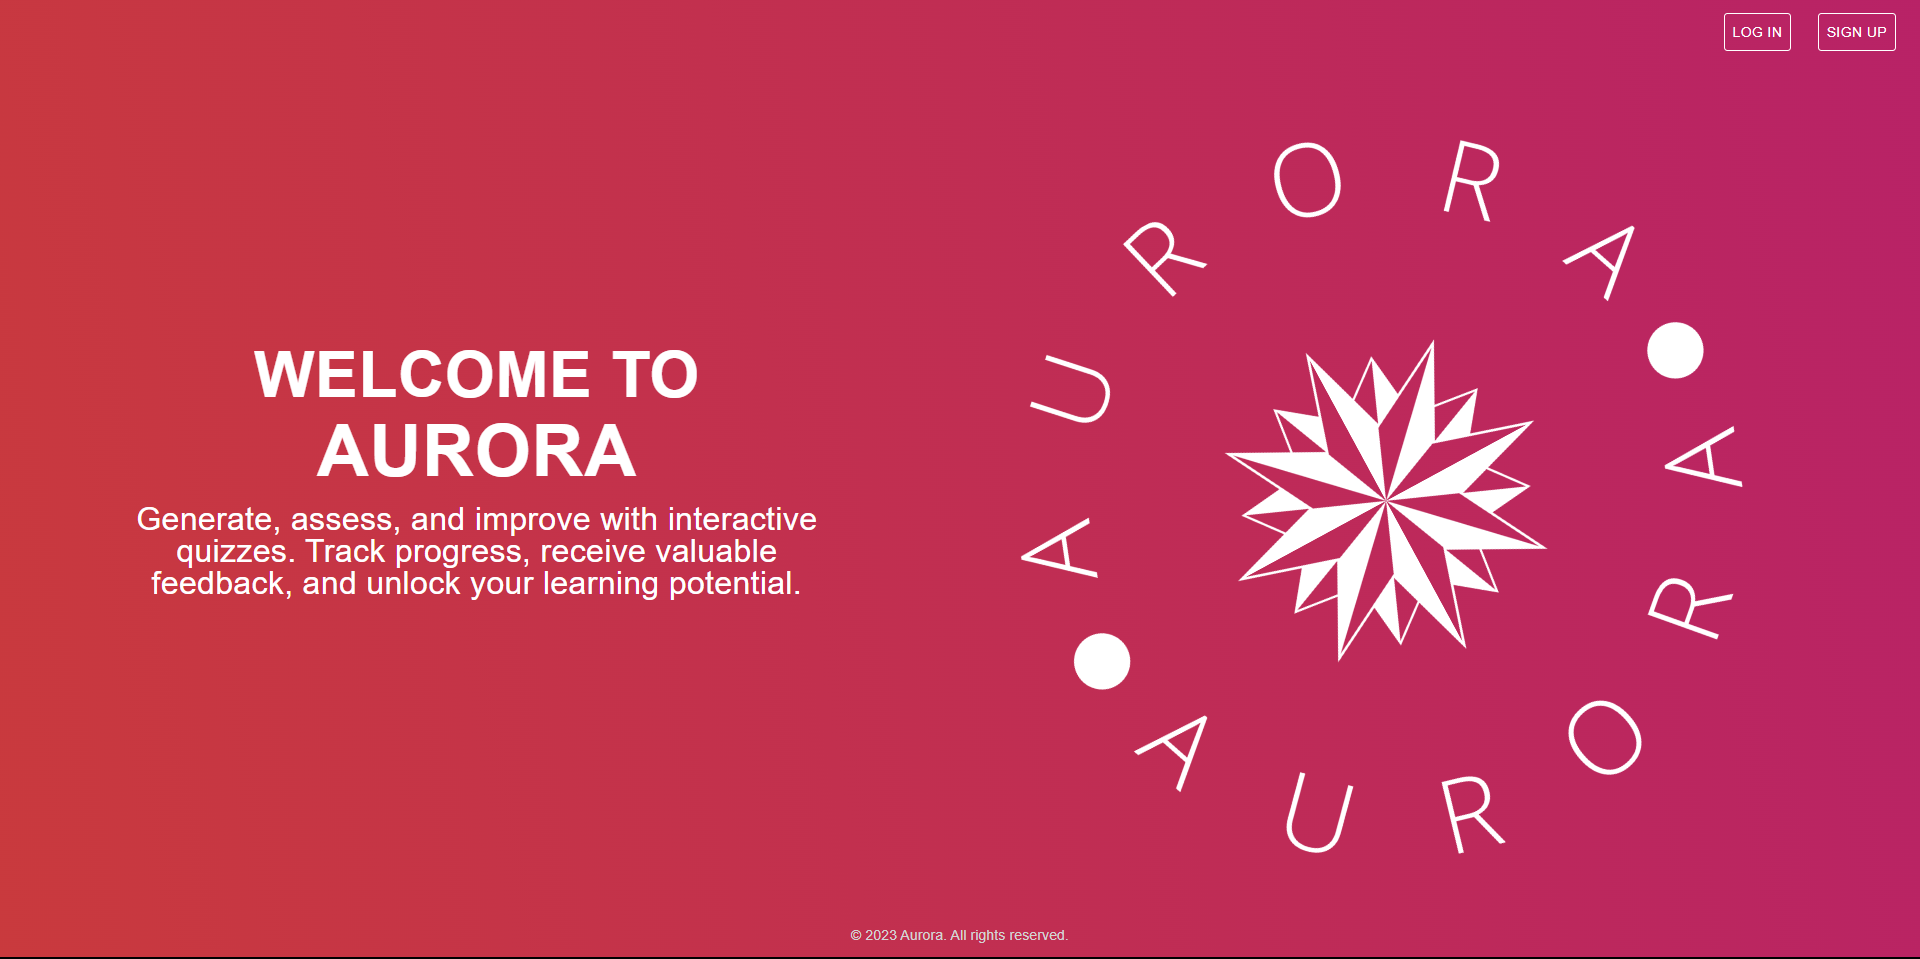 LOG IN
SIGN UP
WELCOME TO
AURORA
Generate, assess, and improve with interactive
quizzes. Track progress, receive valuable
feedback, and unlock your learning potential.
AURORA
AURORA
© 2023 Aurora. All rights reserved.